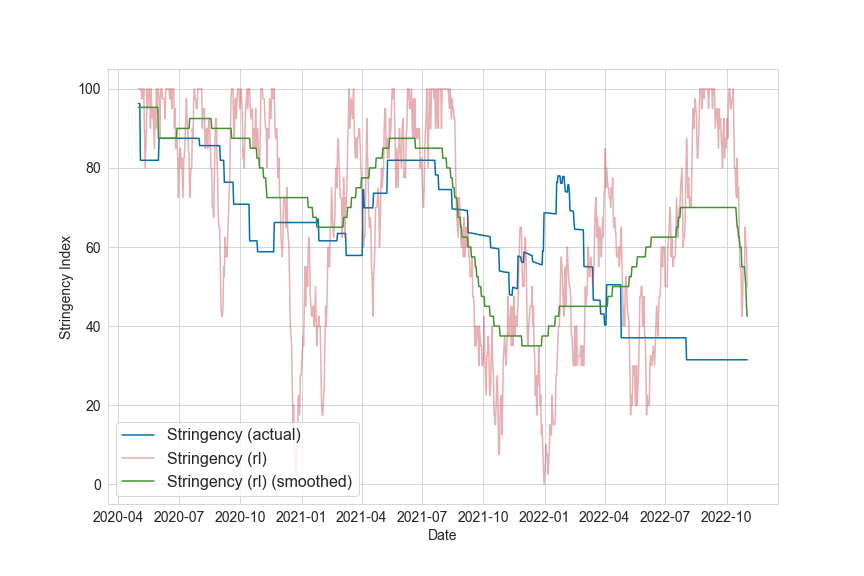 100
80
60
40
20
0
Stringency Index
Stringency (actual)
Stringency (rl)
Stringency (rl) (smoothed)
2020-04 2020-07 2020-10 2021-01 2021-04 2021-07 2021-10 2022-01 2022-04 2022-07 2022-10
Date